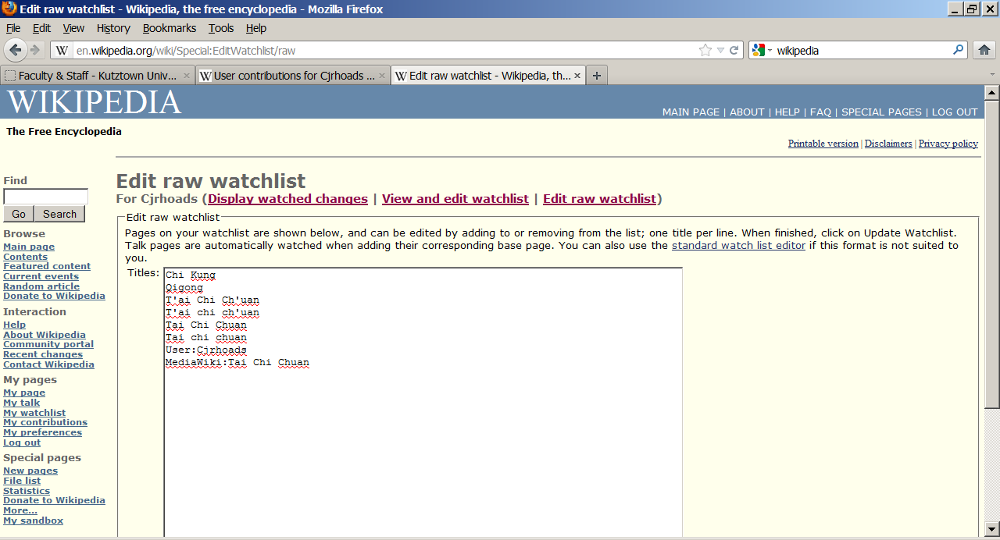 Edit raw watchlist - Wikipedia, the free encyclopedia - Mozilla Firefox
File Edit View History Bookmarks Tools Help
W en.wikipedia.org/wiki/Special:EditWatchlist/raw wikipedia
Faculty & Staff - Kutztown Univ... × W User contributions for Cjrhoads ... × W Edit raw watchlist - Wikipedia, th... × +
WIKIPEDIA
MAIN PAGE | ABOUT | HELP | FAQ | SPECIAL PAGES | LOG OUT
The Free Encyclopedia
Printable version | Disclaimers | Privacy policy
Find
Go Search
Browse
Main page
Contents
Featured content
Current events
Random article
Donate to Wikipedia
Interaction
Help
About Wikipedia
Community portal
Recent changes
Contact Wikipedia
My pages
My page
My talk
My watchlist
My contributions
My preferences
Log out
Special pages
New pages
File list
Statistics
Donate to Wikipedia
More...
My sandbox
Edit raw watchlist
For Cjrhoads (Display watched changes | View and edit watchlist | Edit raw watchlist)
Edit raw watchlist
Pages on your watchlist are shown below, and can be edited by adding to or removing from the list; one title per line. When finished, click on Update Watchlist.
Talk pages are automatically watched when adding their corresponding base page. You can also use the standard watch list editor if this format is not suited to
you.
Titles:
Chi Kung
Qigong
T'ai Chi Ch'uan
T'ai chi ch'uan
Tai Chi Chuan
Tai chi chuan
User:Cjrhoads
MediaWiki:Tai Chi Chuan